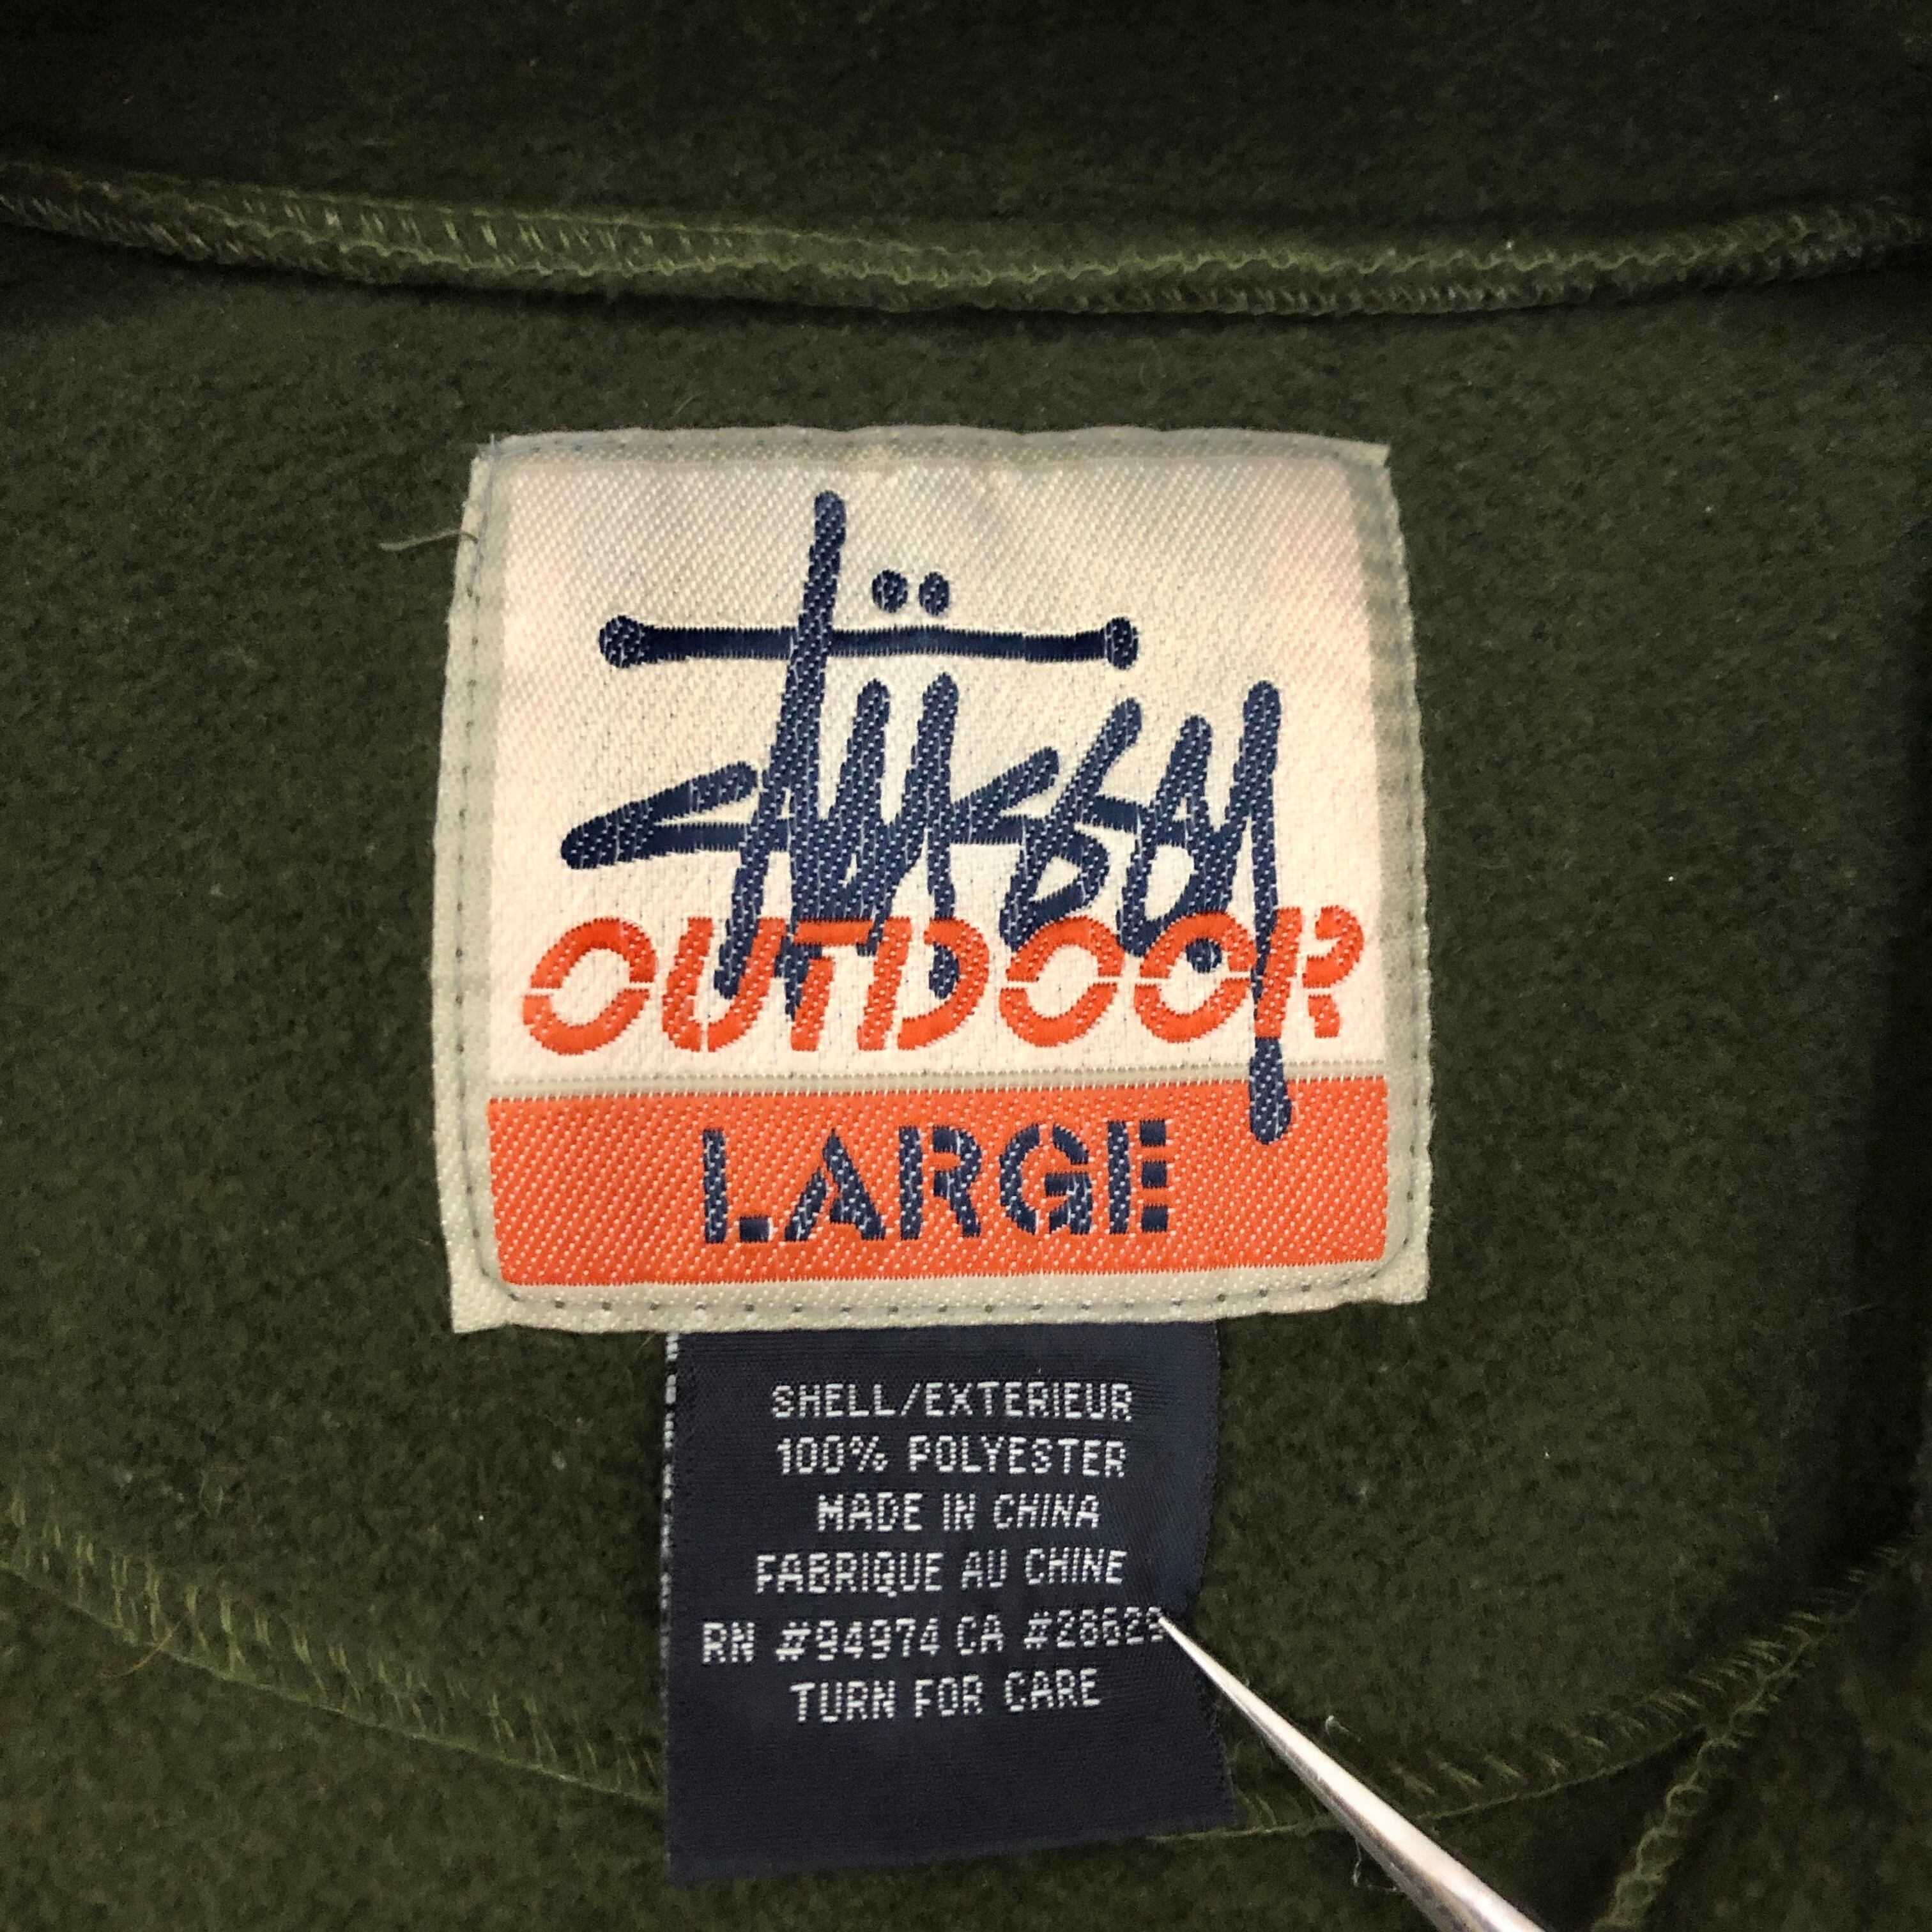 Stüssy
OUTDOOR
LARGE
SHELL/EXTERIEUR
100% POLYESTER
MADE IN CHINA
FABRIQUE AU CHINE
RN #94974 CA #28629
TURN FOR CARE